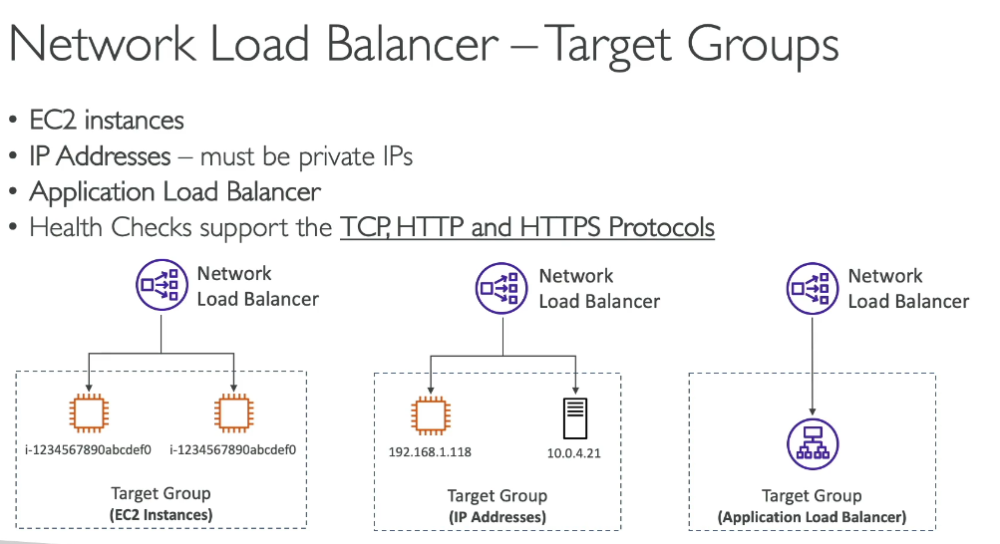 Network Load Balancer – Target Groups
• EC2 instances
• IP Addresses – must be private IPs
• Application Load Balancer
• Health Checks support the TCP, HTTP and HTTPS Protocols
Network
Load Balancer
i-1234567890abcdef0
i-1234567890abcdef0
Target Group
(EC2 Instances)
Network
Load Balancer
192.168.1.118
10.0.4.21
Target Group
(IP Addresses)
Network
Load Balancer
Target Group
(Application Load Balancer)